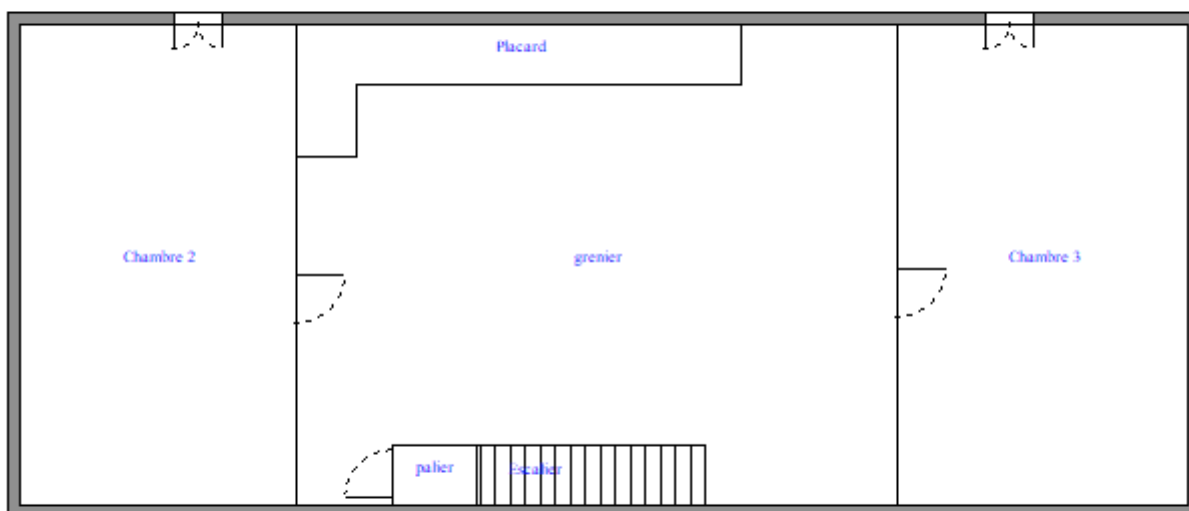 Placard
Chambre 2
grenier
Chambre 3
palier
Escalier